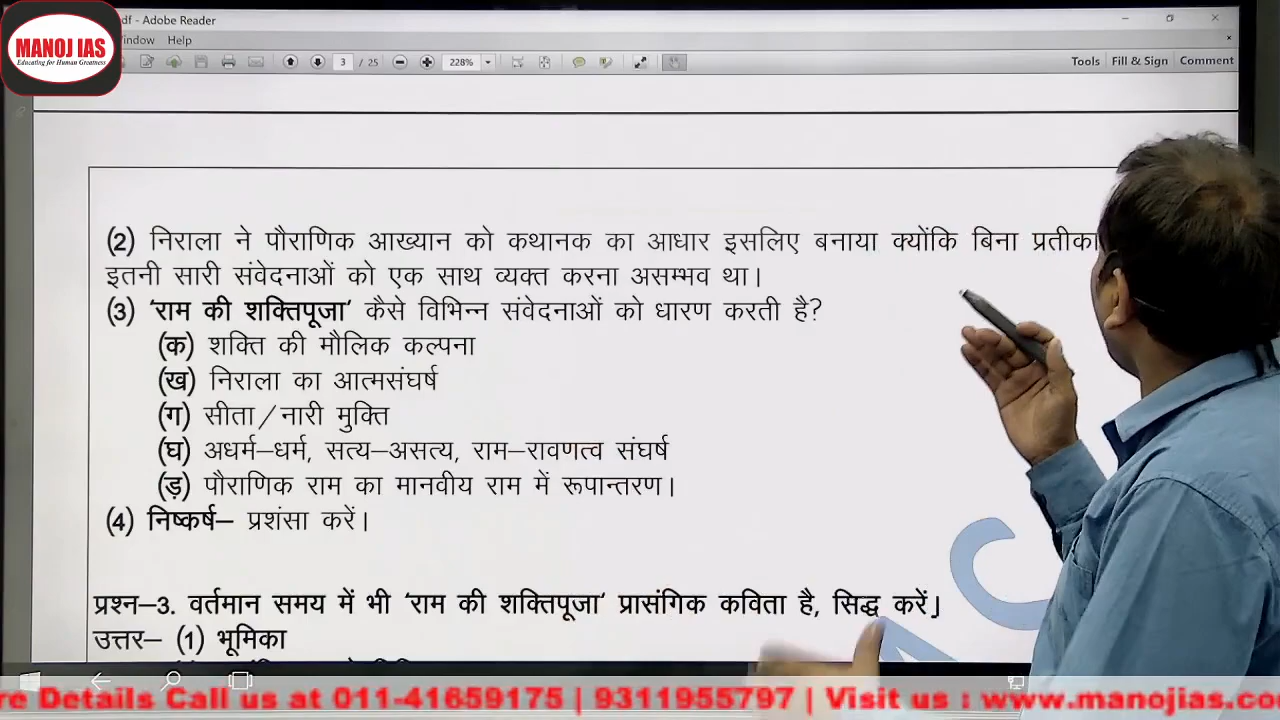 MANOJ IAS
Educating for Human Greatness
df - Adobe Reader
indow Help
3 / 25
228%
Tools Fill & Sign Comment
(2) निराला ने पौराणिक आख्यान को कथानक का आधार इसलिए बनाया क्योंकि बिना प्रतीका
इतनी सारी संवेदनाओं को एक साथ व्यक्त करना असम्भव था।
(3) ‘राम की शक्तिपूजा’ कैसे विभिन्न संवेदनाओं को धारण करती है?
(क) शक्ति की मौलिक कल्पना
(ख) निराला का आत्मसंघर्ष
(ग) सीता/नारी मुक्ति
(घ) अधर्म–धर्म, सत्य–असत्य, राम–रावणत्व संघर्ष
(ड़) पौराणिक राम का मानवीय राम में रूपान्तरण।
(4) निष्कर्ष– प्रशंसा करें।
प्रश्न–3. वर्तमान समय में भी ‘राम की शक्तिपूजा’ प्रासंगिक कविता है, सिद्ध करें」
उत्तर– (1) भूमिका
AC
re Details Call us at 011-41659175 | 9311955797 | Visit us : www.manojias.co